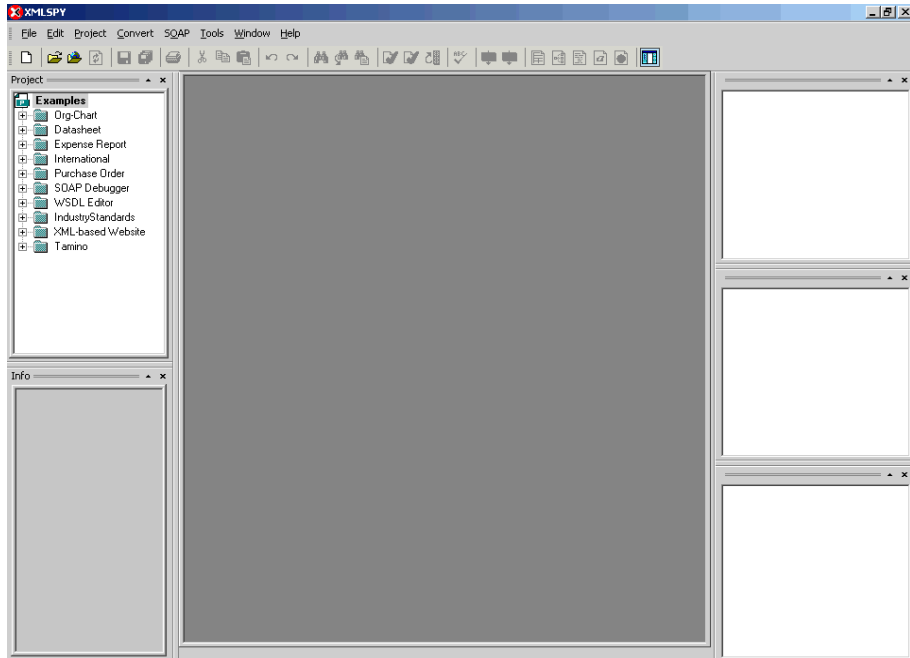 XMLSPY
File Edit Project Convert SOAP Tools Window Help
Project
Examples
Org-Chart
Datasheet
Expense Report
International
Purchase Order
SOAP Debugger
WSDL Editor
IndustryStandards
XML-based Website
Tamino
Info